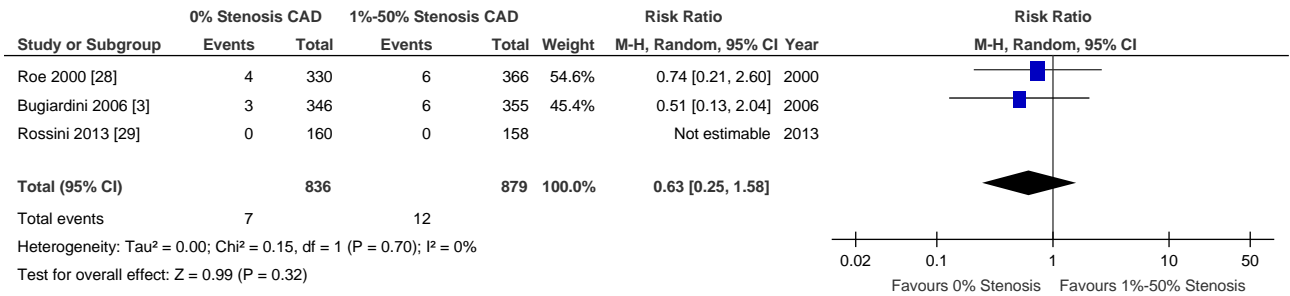 0% Stenosis CAD 1%-50% Stenosis CAD Risk Ratio Risk Ratio
Study or Subgroup Events Total Events Total Weight M-H, Random, 95% CI Year M-H, Random, 95% CI
Roe 2000 [28] 4 330 6 366 54.6% 0.74 [0.21, 2.60] 2000
Bugiardini 2006 [3] 3 346 6 355 45.4% 0.51 [0.13, 2.04] 2006
Rossini 2013 [29] 0 160 0 158 Not estimable 2013
Total (95% CI) 836 879 100.0% 0.63 [0.25, 1.58]
Total events 7 12
Heterogeneity: Tau² = 0.00; Chi² = 0.15, df = 1 (P = 0.70); I² = 0%
Test for overall effect: Z = 0.99 (P = 0.32)
0.02 0.1 1 10 50
Favours 0% Stenosis Favours 1%-50% Stenosis